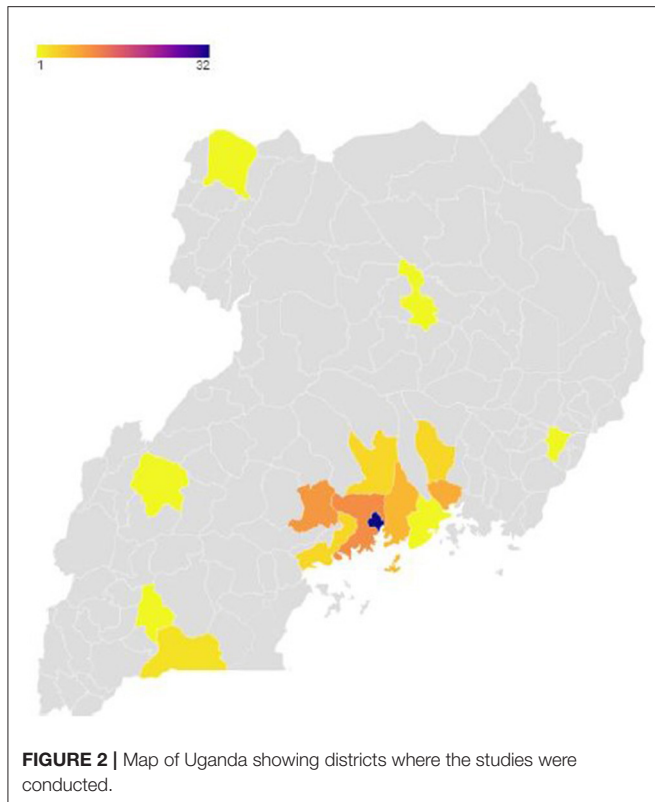 1 32
FIGURE 2 | Map of Uganda showing districts where the studies were
conducted.